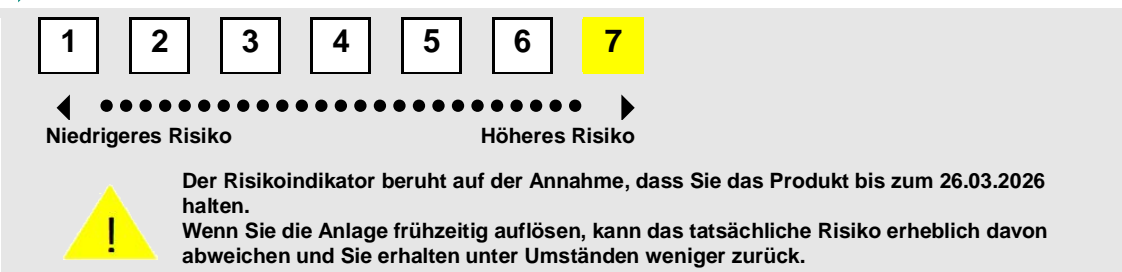 1 2 3 4 5 6 7
Niedrigeres Risiko Höheres Risiko
Der Risikoindikator beruht auf der Annahme, dass Sie das Produkt bis zum 26.03.2026
halten.
Wenn Sie die Anlage frühzeitig auflösen, kann das tatsächliche Risiko erheblich davon
abweichen und Sie erhalten unter Umständen weniger zurück.
!